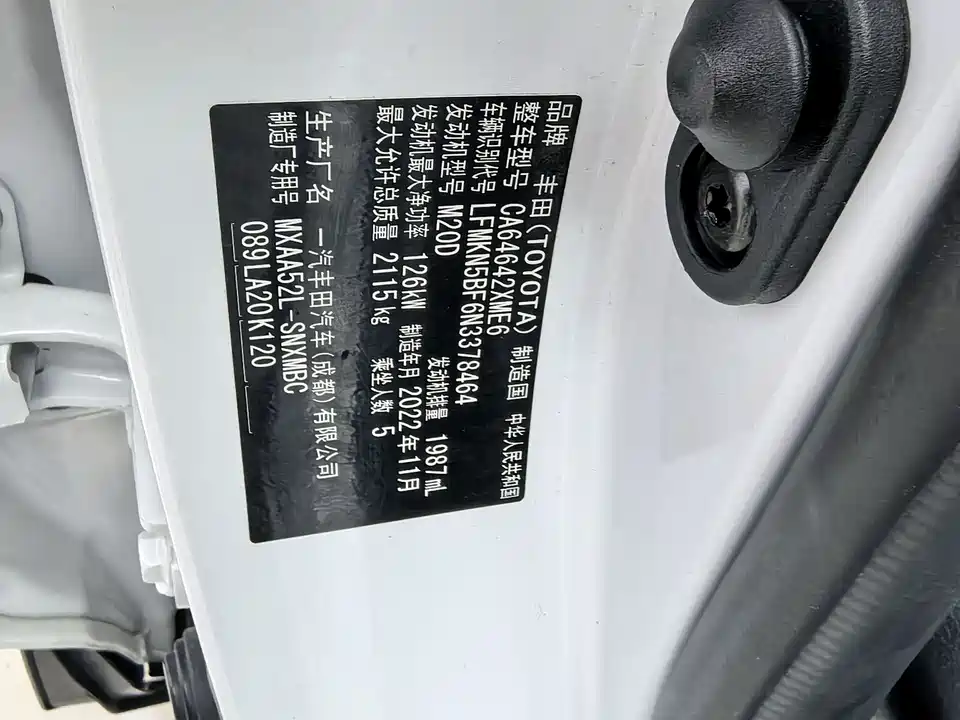 品牌 丰田(TOYOTA) 制造国 中华人民共和国
整车型号 CA64642XME6
车辆识别代号 LFMKN5BF6N3378464
发动机型号 M20D 发动机排量 1987mL
发动机最大净功率 126kW 制造年月 2022年11月
最大允许总质量 2115kg 乘坐人数 5
生产厂名 一汽丰田汽车(成都)有限公司
制造厂专用号 MXAA52L-SNXMBC
089LA20K120